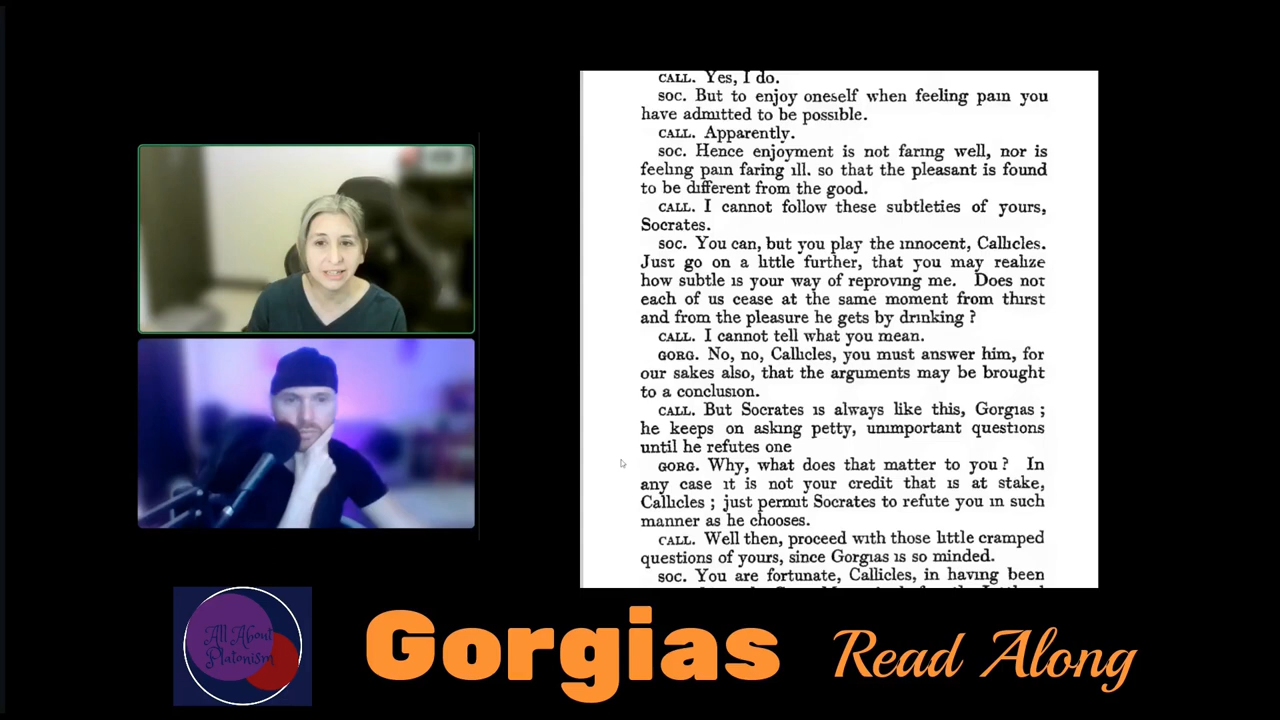 CALL. Yes, I do.
SOC. But to enjoy oneself when feeling pain you
have admitted to be possible.
CALL. Apparently.
SOC. Hence enjoyment is not faring well, nor is
feeling pain faring ill. so that the pleasant is found
to be different from the good.
CALL. I cannot follow these subtleties of yours,
Socrates.
SOC. You can, but you play the innocent, Callicles.
Just go on a little further, that you may realize
how subtle is your way of reproving me. Does not
each of us cease at the same moment from thirst
and from the pleasure he gets by drinking ?
CALL. I cannot tell what you mean.
GORG. No, no, Callicles, you must answer him, for
our sakes also, that the arguments may be brought
to a conclusion.
CALL. But Socrates is always like this, Gorgias ;
he keeps on asking petty, unimportant questions
until he refutes one
GORG. Why, what does that matter to you ? In
any case it is not your credit that is at stake,
Callicles ; just permit Socrates to refute you in such
manner as he chooses.
CALL. Well then, proceed with those little cramped
questions of yours, since Gorgias is so minded.
SOC. You are fortunate, Callicles, in having been
All About
Platonism
Gorgias Read Along